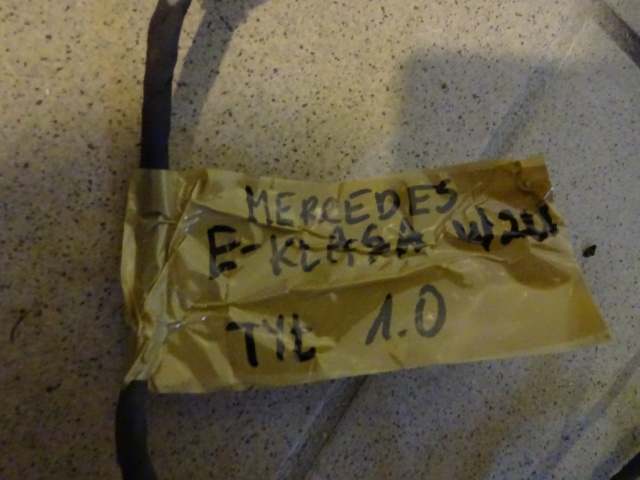 MERCEDES
E-KLASA W211
TYŁ 1.0